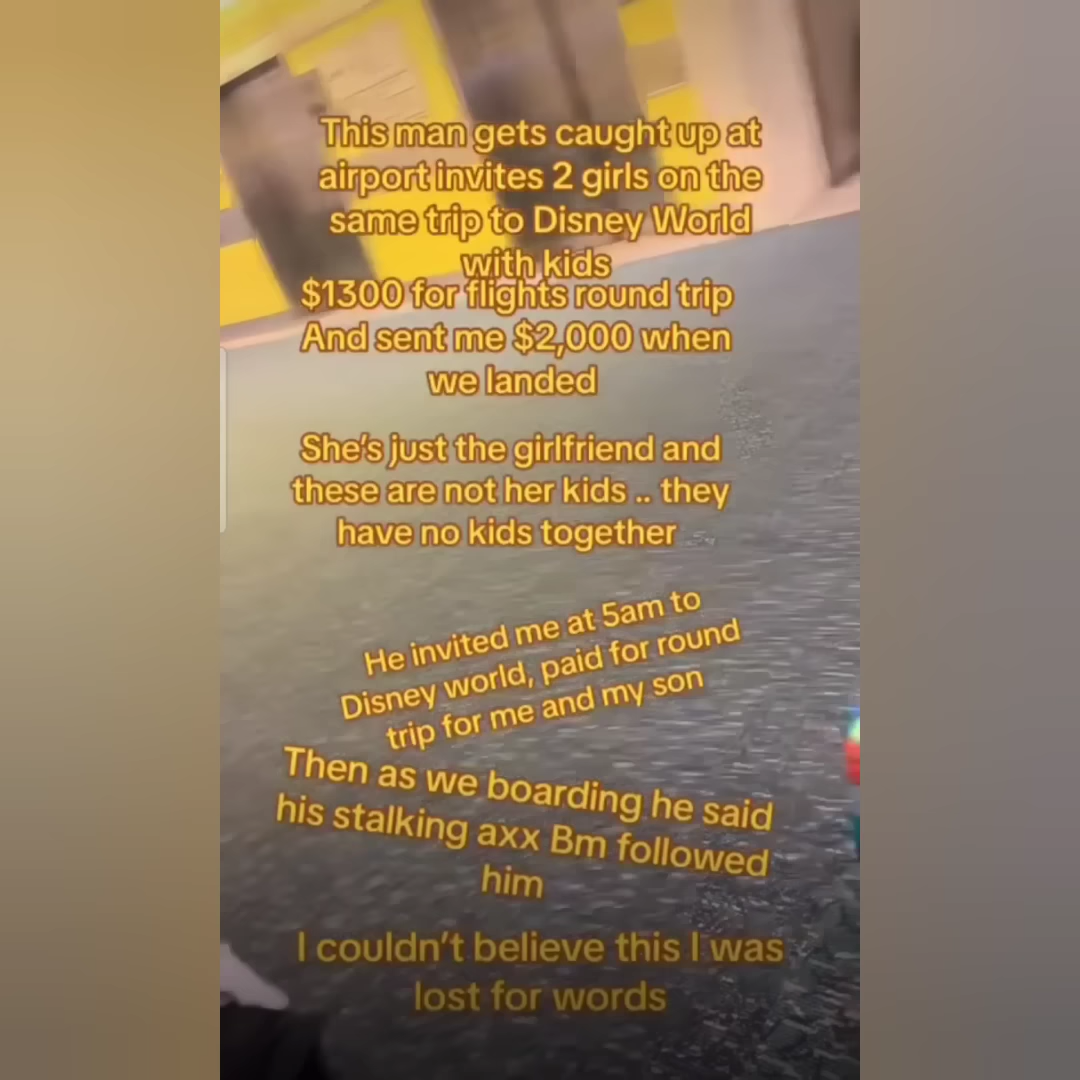 This man gets caught up at
airport invites 2 girls on the
same trip to Disney World
with kids
$1300 for flights round trip
And sent me $2,000 when
we landed
She's just the girlfriend and
these are not her kids .. they
have no kids together
He invited me at 5am to
Disney world, paid for round
trip for me and my son
Then as we boarding he said
his stalking axx Bm followed
him
I couldn't believe this I was
lost for words